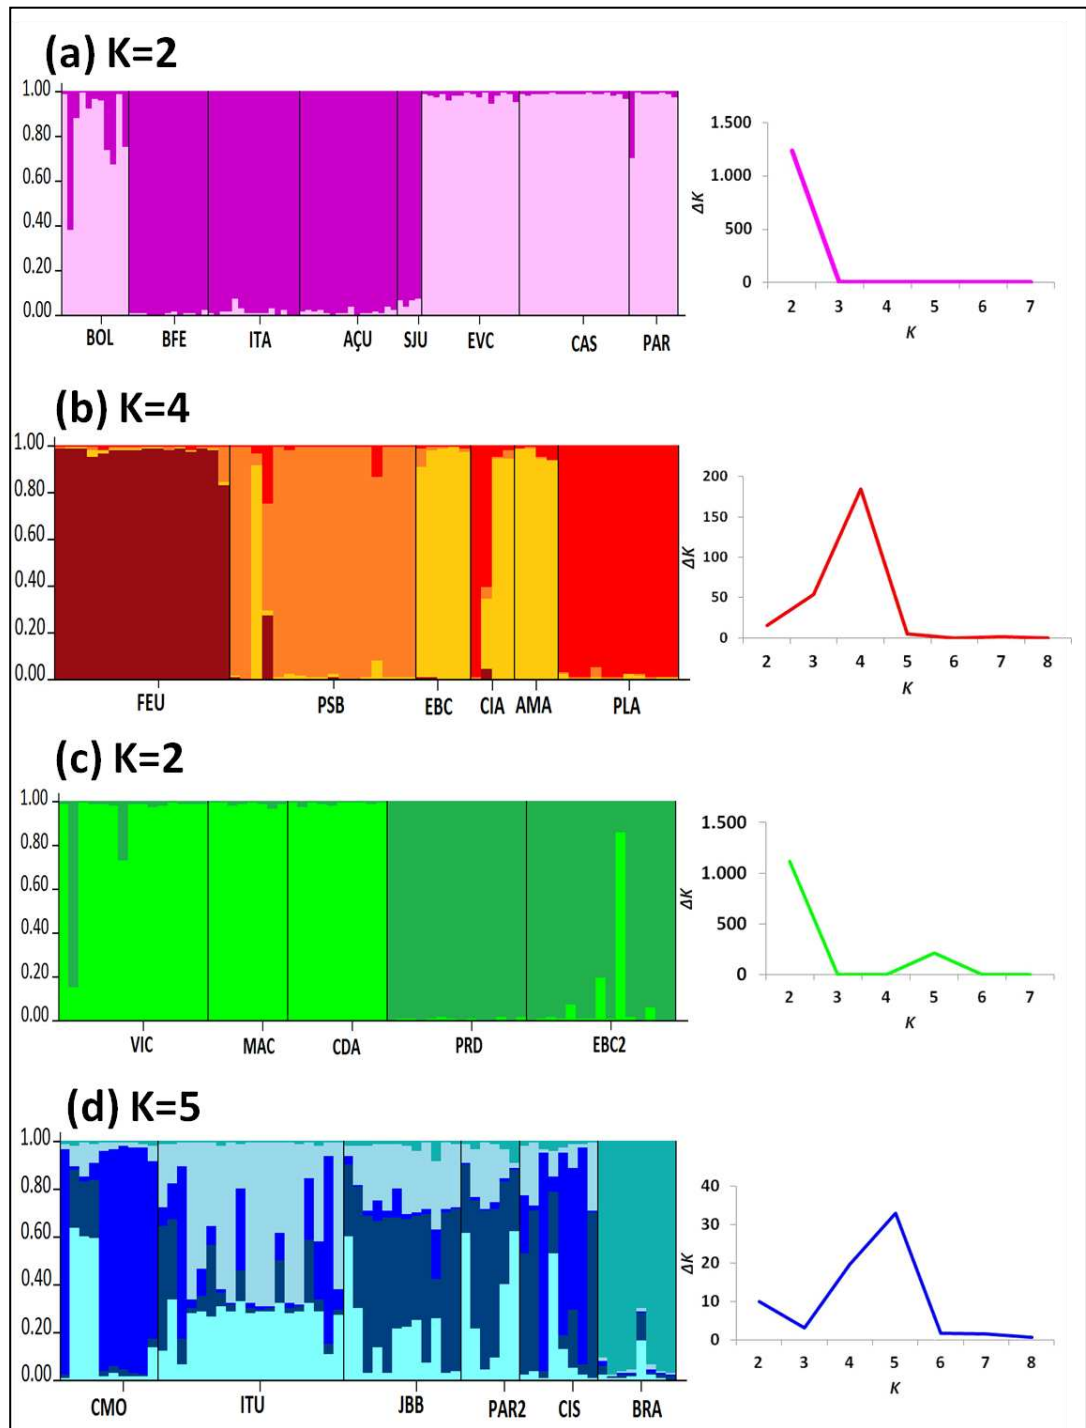 (a) K=2
1.00
0.80
0.60
0.40
0.20
0.00
BOL BFE ITA AÇU SJU EVC CAS PAR
ΔK
1.500
1.000
500
0
2 3 4 5 6 7
K
(b) K=4
1.00
0.80
0.60
0.40
0.20
0.00
FEU PSB EBC CIA AMA PLA
ΔK
200
150
100
50
0
2 3 4 5 6 7 8
K
(c) K=2
1.00
0.80
0.60
0.40
0.20
0.00
VIC MAC CDA PRD EBC2
ΔK
1.500
1.000
500
0
2 3 4 5 6 7
K
(d) K=5
1.00
0.80
0.60
0.40
0.20
0.00
CMO ITU JBB PAR2 CIS BRA
ΔK
40
30
20
10
0
2 3 4 5 6 7 8
K